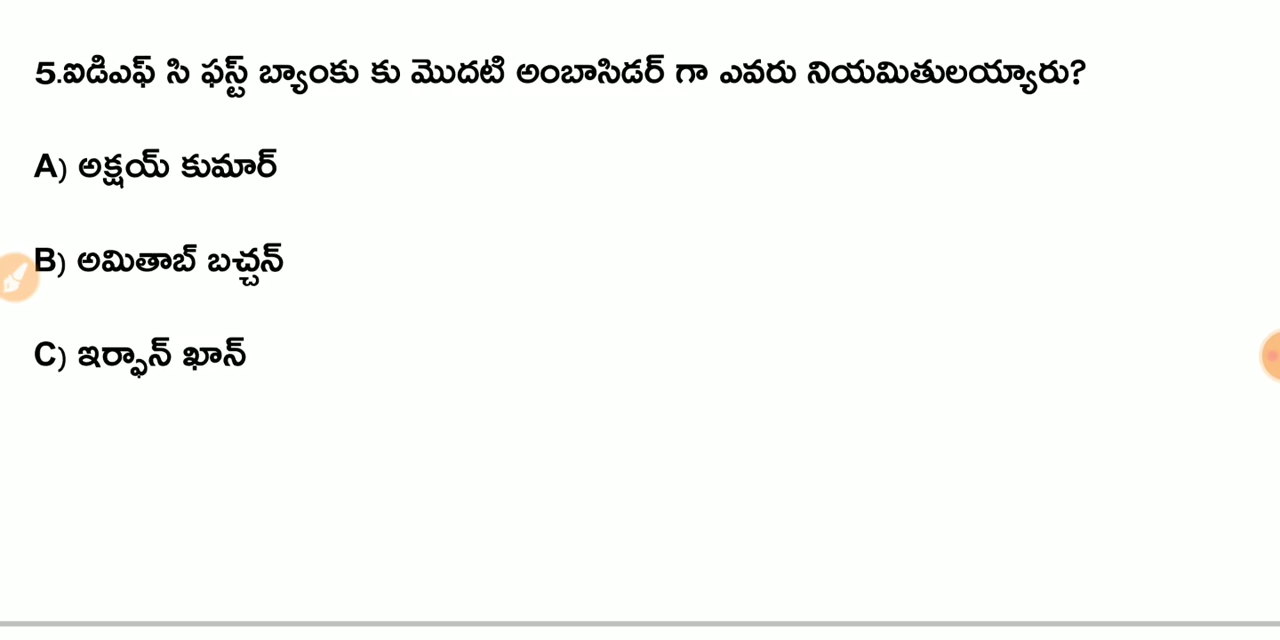 5.ఐడిఎఫ్ సి ఫస్ట్ బ్యాంకు కు మొదటి అంబాసిడర్ గా ఎవరు నియమితులయ్యారు?
A) అక్షయ్ కుమార్
B) అమితాబ్ బచ్చన్
C) ఇర్ఫాన్ ఖాన్